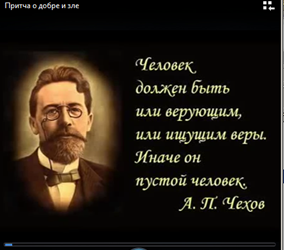 Притча о добре и зле
Человек
должен быть
или верующим,
или ищущим веры.
Иначе он
пустой человек.
А. П. Чехов